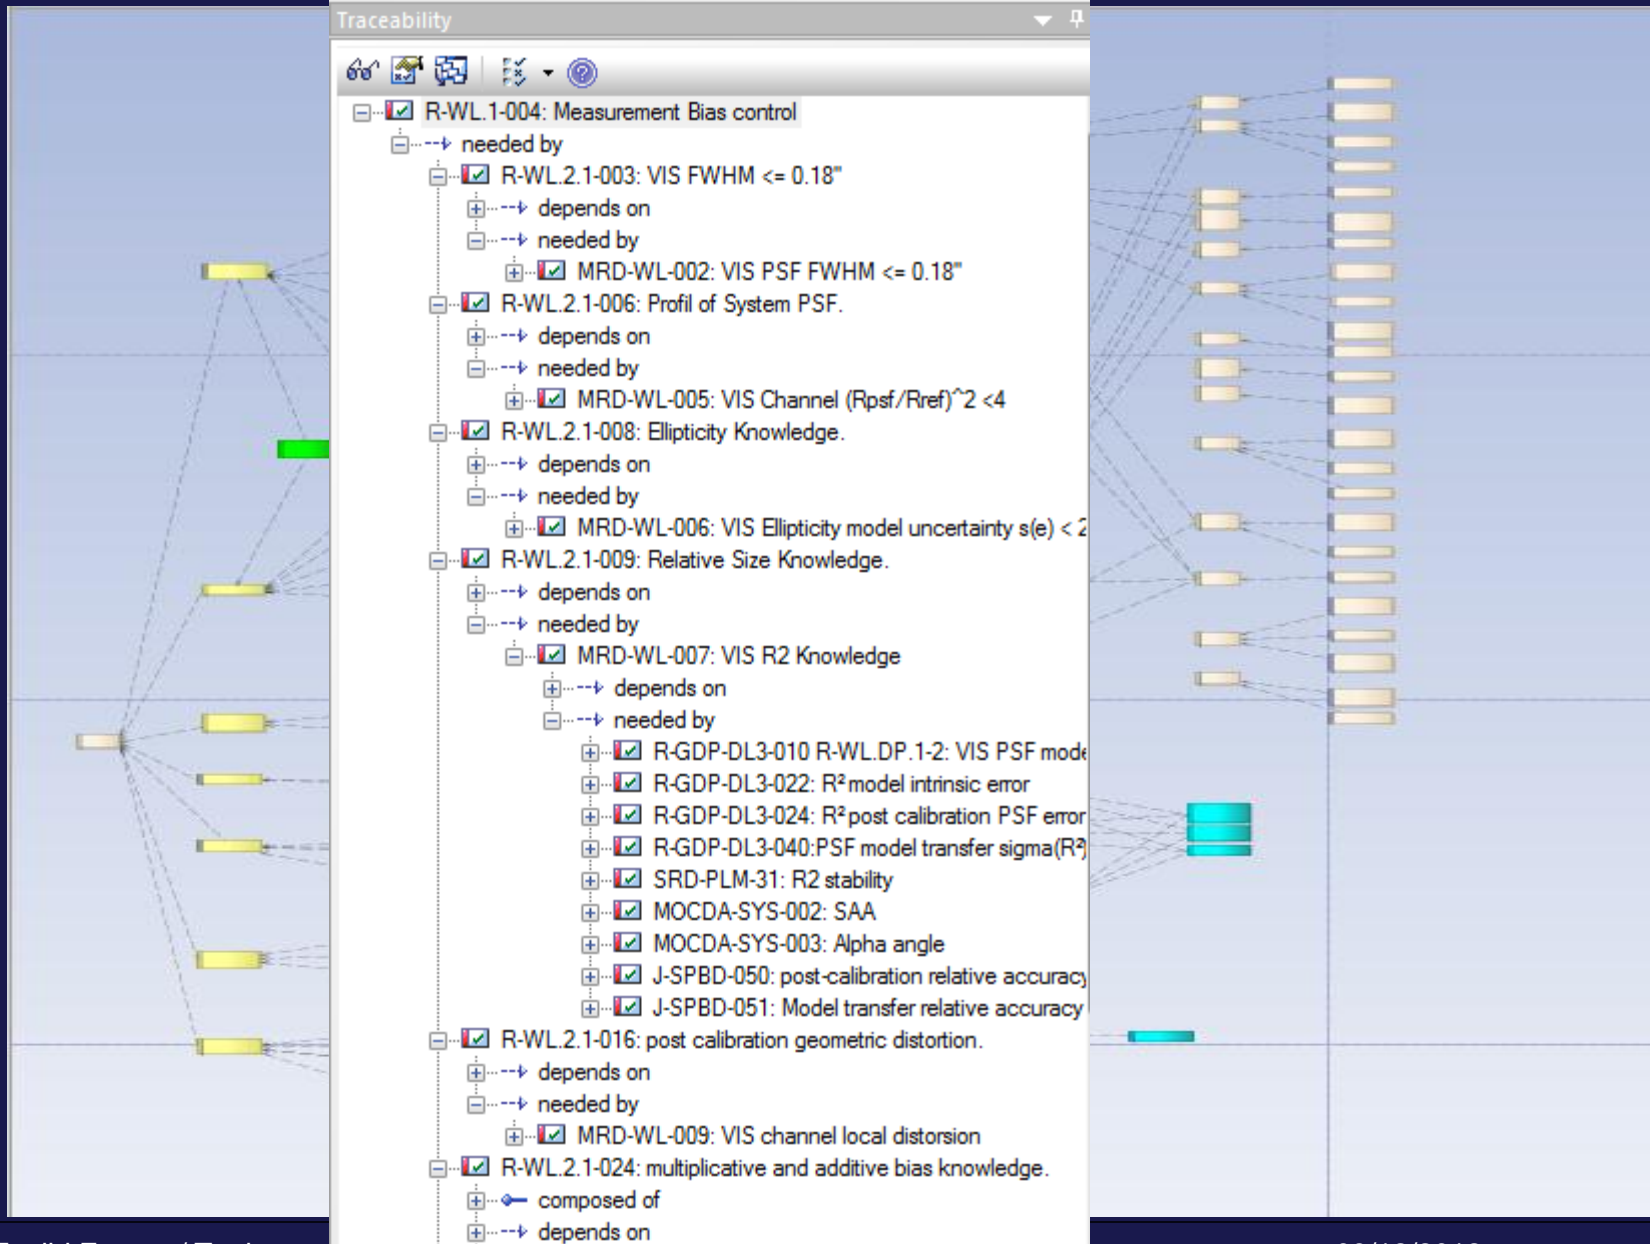 Traceability
R-WL.1-004: Measurement Bias control
needed by
R-WL.2.1-003: VIS FWHM <= 0.18"
depends on
needed by
MRD-WL-002: VIS PSF FWHM <= 0.18"
R-WL.2.1-006: Profil of System PSF.
depends on
needed by
MRD-WL-005: VIS Channel (Rpsf/Rref)^2 <4
R-WL.2.1-008: Ellipticity Knowledge.
depends on
needed by
MRD-WL-006: VIS Ellipticity model uncertainty s(e) < 2
R-WL.2.1-009: Relative Size Knowledge.
depends on
needed by
MRD-WL-007: VIS R2 Knowledge
depends on
needed by
R-GDP-DL3-010 R-WL.DP.1-2: VIS PSF mode
R-GDP-DL3-022: R² model intrinsic error
R-GDP-DL3-024: R² post calibration PSF error
R-GDP-DL3-040:PSF model transfer sigma(R²)
SRD-PLM-31: R2 stability
MOCDA-SYS-002: SAA
MOCDA-SYS-003: Alpha angle
J-SPBD-050: post-calibration relative accuracy
J-SPBD-051: Model transfer relative accuracy
R-WL.2.1-016: post calibration geometric distortion.
depends on
needed by
MRD-WL-009: VIS channel local distorsion
R-WL.2.1-024: multiplicative and additive bias knowledge.
composed of
depends on